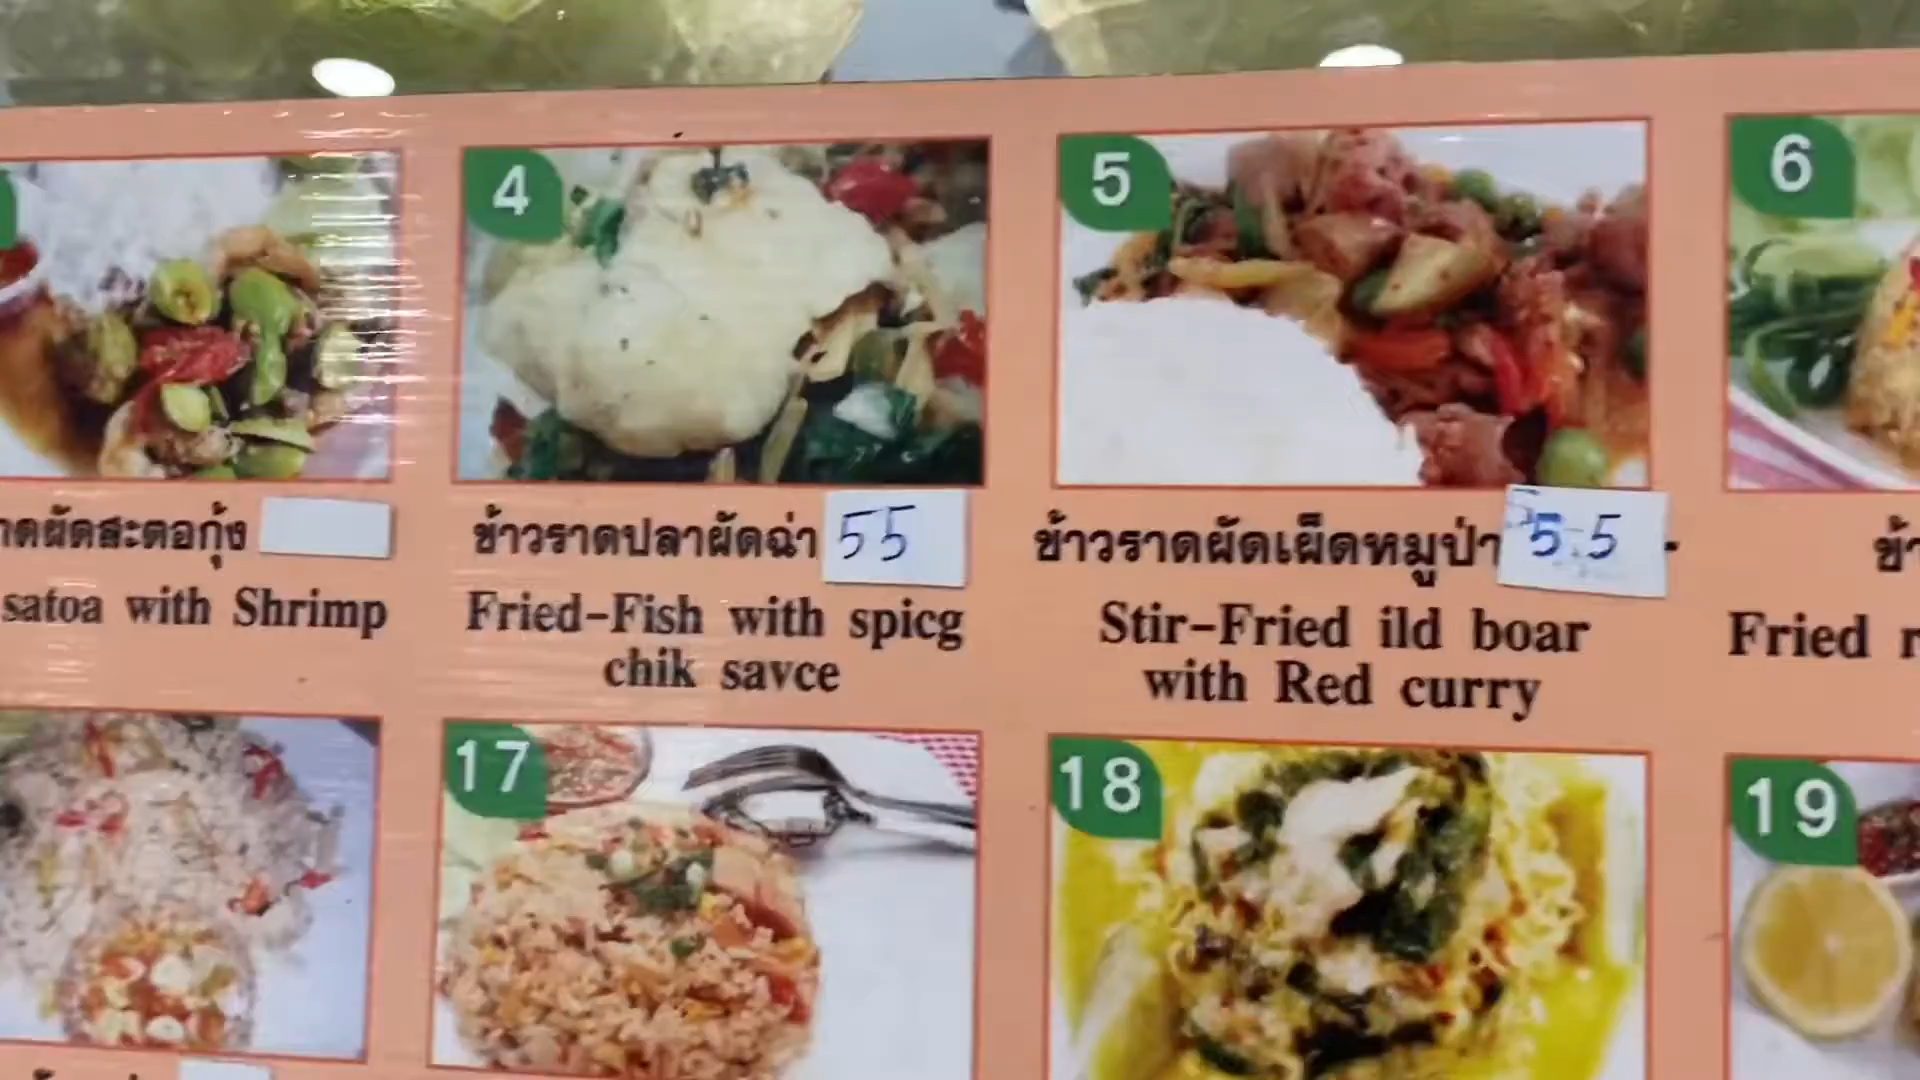 4
5
6
าดผัดสะตอกุ้ง
ข้าวราดปลาผัดฉ่า 55
ข้าวราดผัดเผ็ดหมูป่า 55
satoa with Shrimp
Fried-Fish with spicg
chik savce
Stir-Fried ild boar
with Red curry
Fried
17
18
19